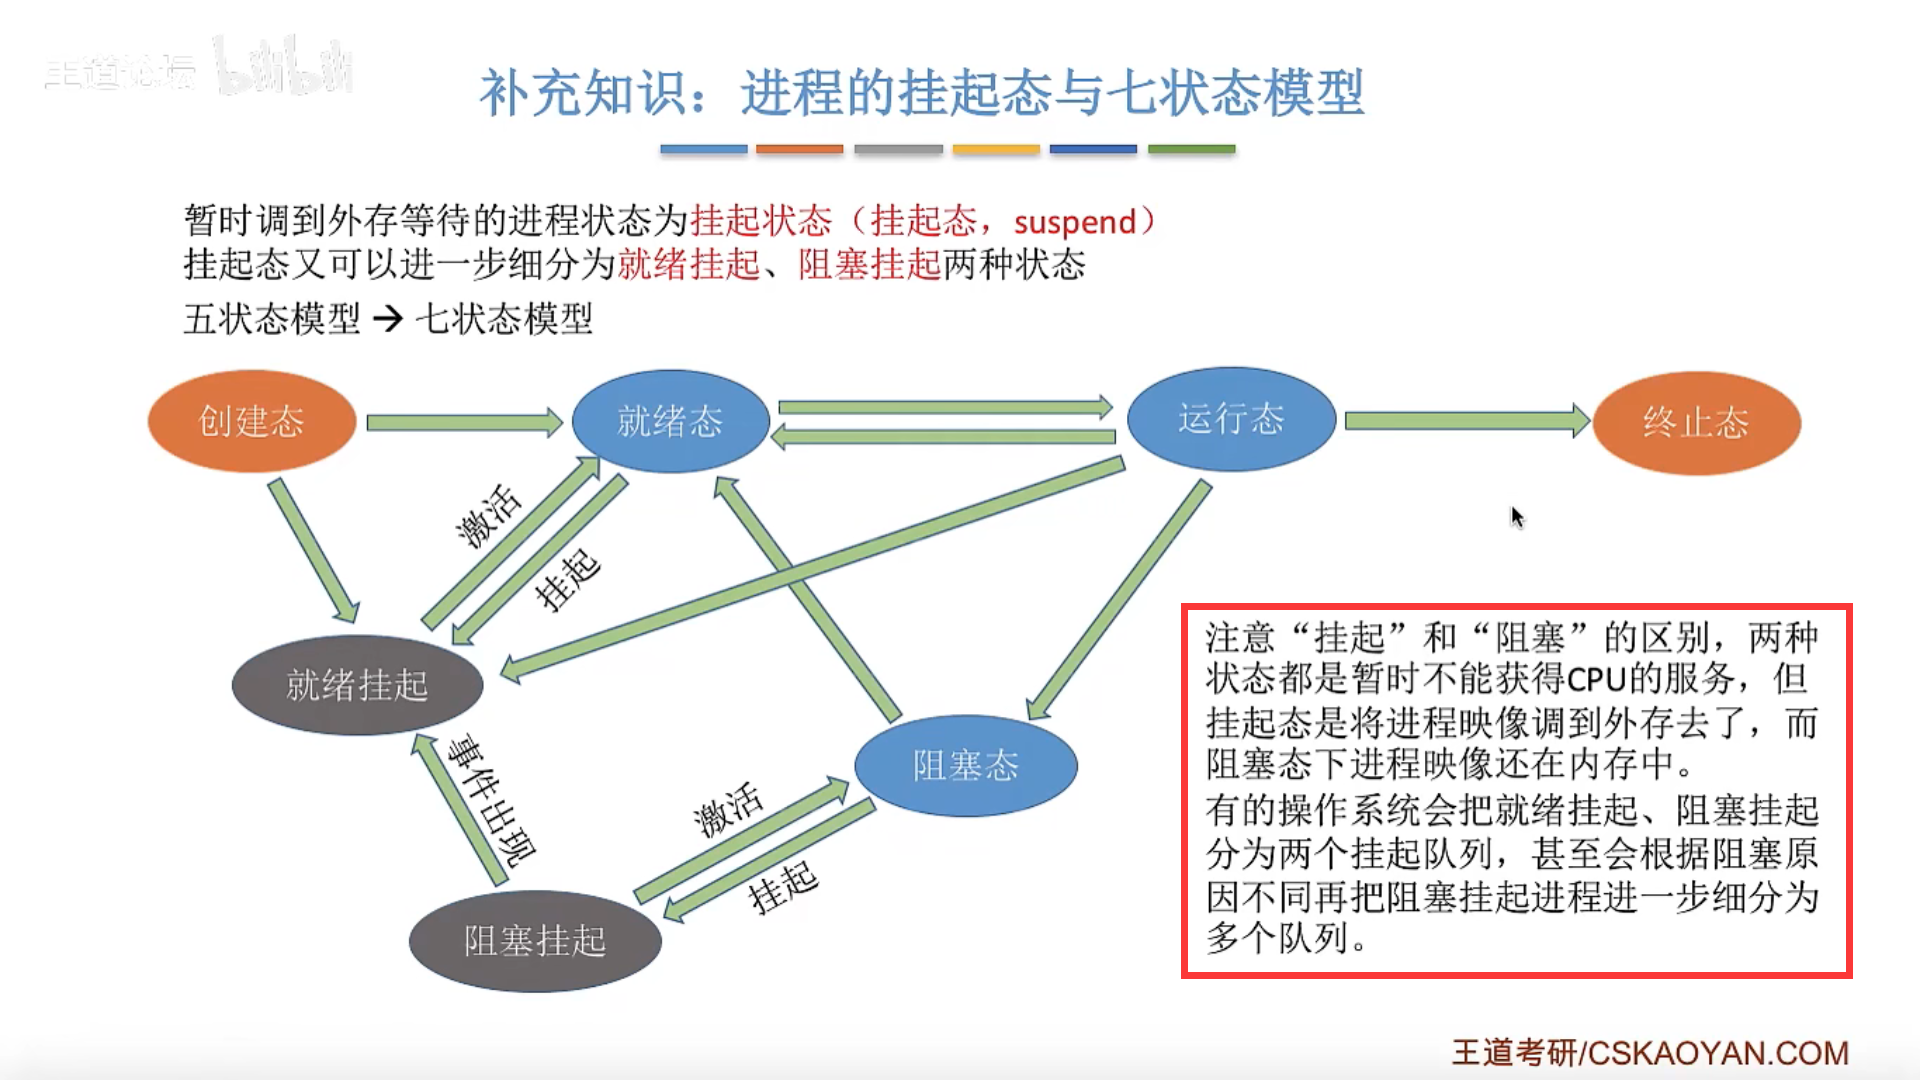 王道论坛 bilibili
补充知识：进程的挂起态与七状态模型
暂时调到外存等待的进程状态为挂起状态（挂起态，suspend）
挂起态又可以进一步细分为就绪挂起、阻塞挂起两种状态
五状态模型→七状态模型
创建态
就绪态
运行态
终止态
激活
挂起
就绪挂起
事件出现
阻塞态
激活
挂起
阻塞挂起
注意“挂起”和“阻塞”的区别，两种
状态都是暂时不能获得CPU的服务，但
挂起态是将进程映像调到外存去了，而
阻塞态下进程映像还在内存中。
有的操作系统会把就绪挂起、阻塞挂起
分为两个挂起队列，甚至会根据阻塞原
因不同再把阻塞挂起进程进一步细分为
多个队列。
王道考研/CSKAOYAN.COM